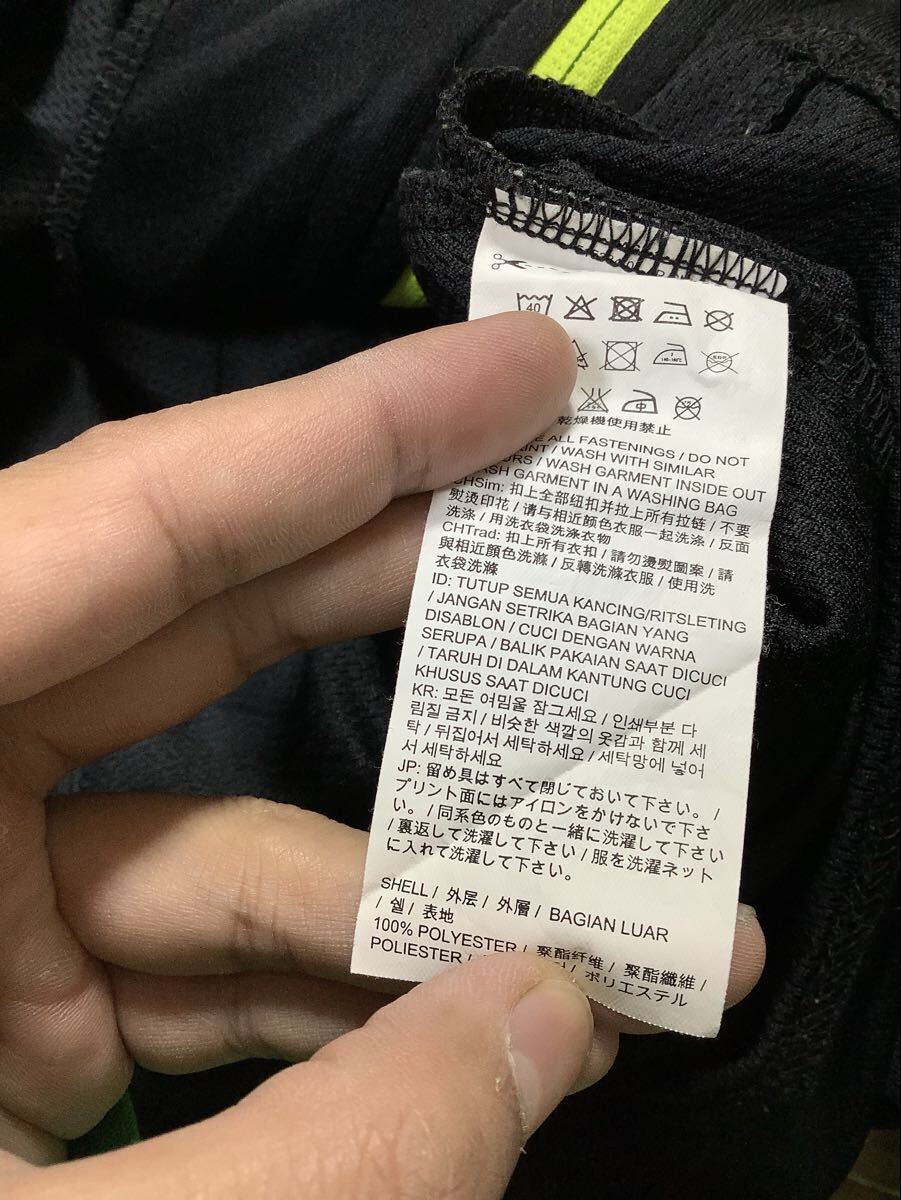 40
乾燥機使用禁止
ALL FASTENINGS / DO NOT
/ WASH WITH SIMILAR
/ WASH GARMENT INSIDE OUT
GARMENT IN A WASHING BAG
CHSim: 扣上全部纽扣并拉上所有拉链 / 不要
熨烫印花 / 请与相近颜色衣服一起洗涤 / 反面
洗涤 / 用洗衣袋洗涤衣物
CHTrad: 扣上所有衣扣 / 請勿燙熨圖案 / 請
與相近顏色洗滌 / 反轉洗滌衣服 / 使用洗
衣袋洗滌
ID: TUTUP SEMUA KANCING/RITSLETING
/ JANGAN SETRIKA BAGIAN YANG
DISABLON / CUCI DENGAN WARNA
SERUPA / BALIK PAKAIAN SAAT DICUCI
/ TARUH DI DALAM KANTUNG CUCI
KHUSUS SAAT DICUCI
KR: 모든 여밈을 잠그세요 / 인쇄부분 다
림질 금지 / 비슷한 색깔의 옷감과 함께 세
탁 / 뒤집어서 세탁하세요 / 세탁망에 넣어
서 세탁하세요
JP: 留め具はすべて閉じておいて下さい。 /
プリント面にはアイロンをかけないで下さ
い。 / 同系色のものと一緒に洗濯して下さい
/ 裏返して洗濯して下さい / 服を洗濯ネット
に入れて洗濯して下さい。
SHELL / 外层 / 外層 / BAGIAN LUAR
/ 쉘 / 表地
100% POLYESTER / 聚酯纤维 / 聚酯纖維 /
POLIESTER / ポリエステル